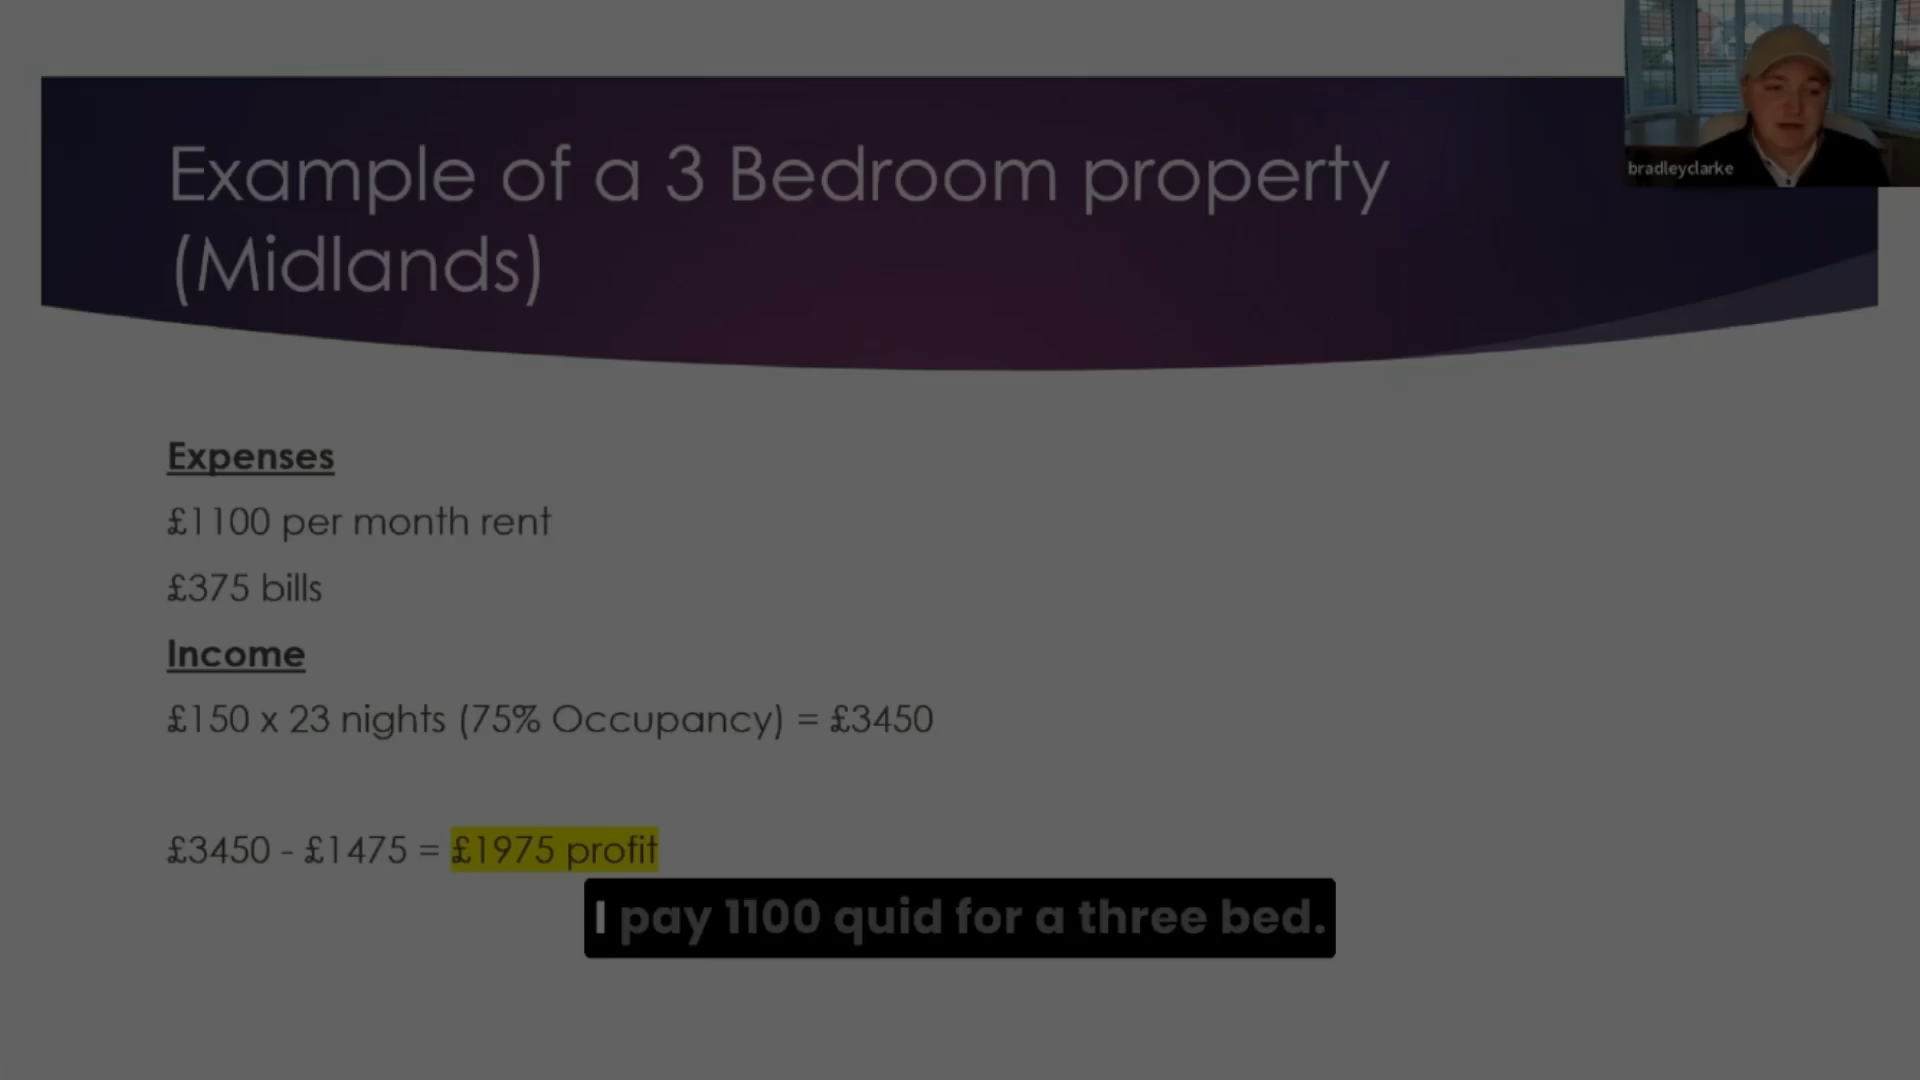 Example of a 3 Bedroom property
(Midlands)
bradleyclarke
Expenses
£1100 per month rent
£375 bills
Income
£150 x 23 nights (75% Occupancy) = £3450
£3450 - £1475 = £1975 profit
I pay 1100 quid for a three bed.